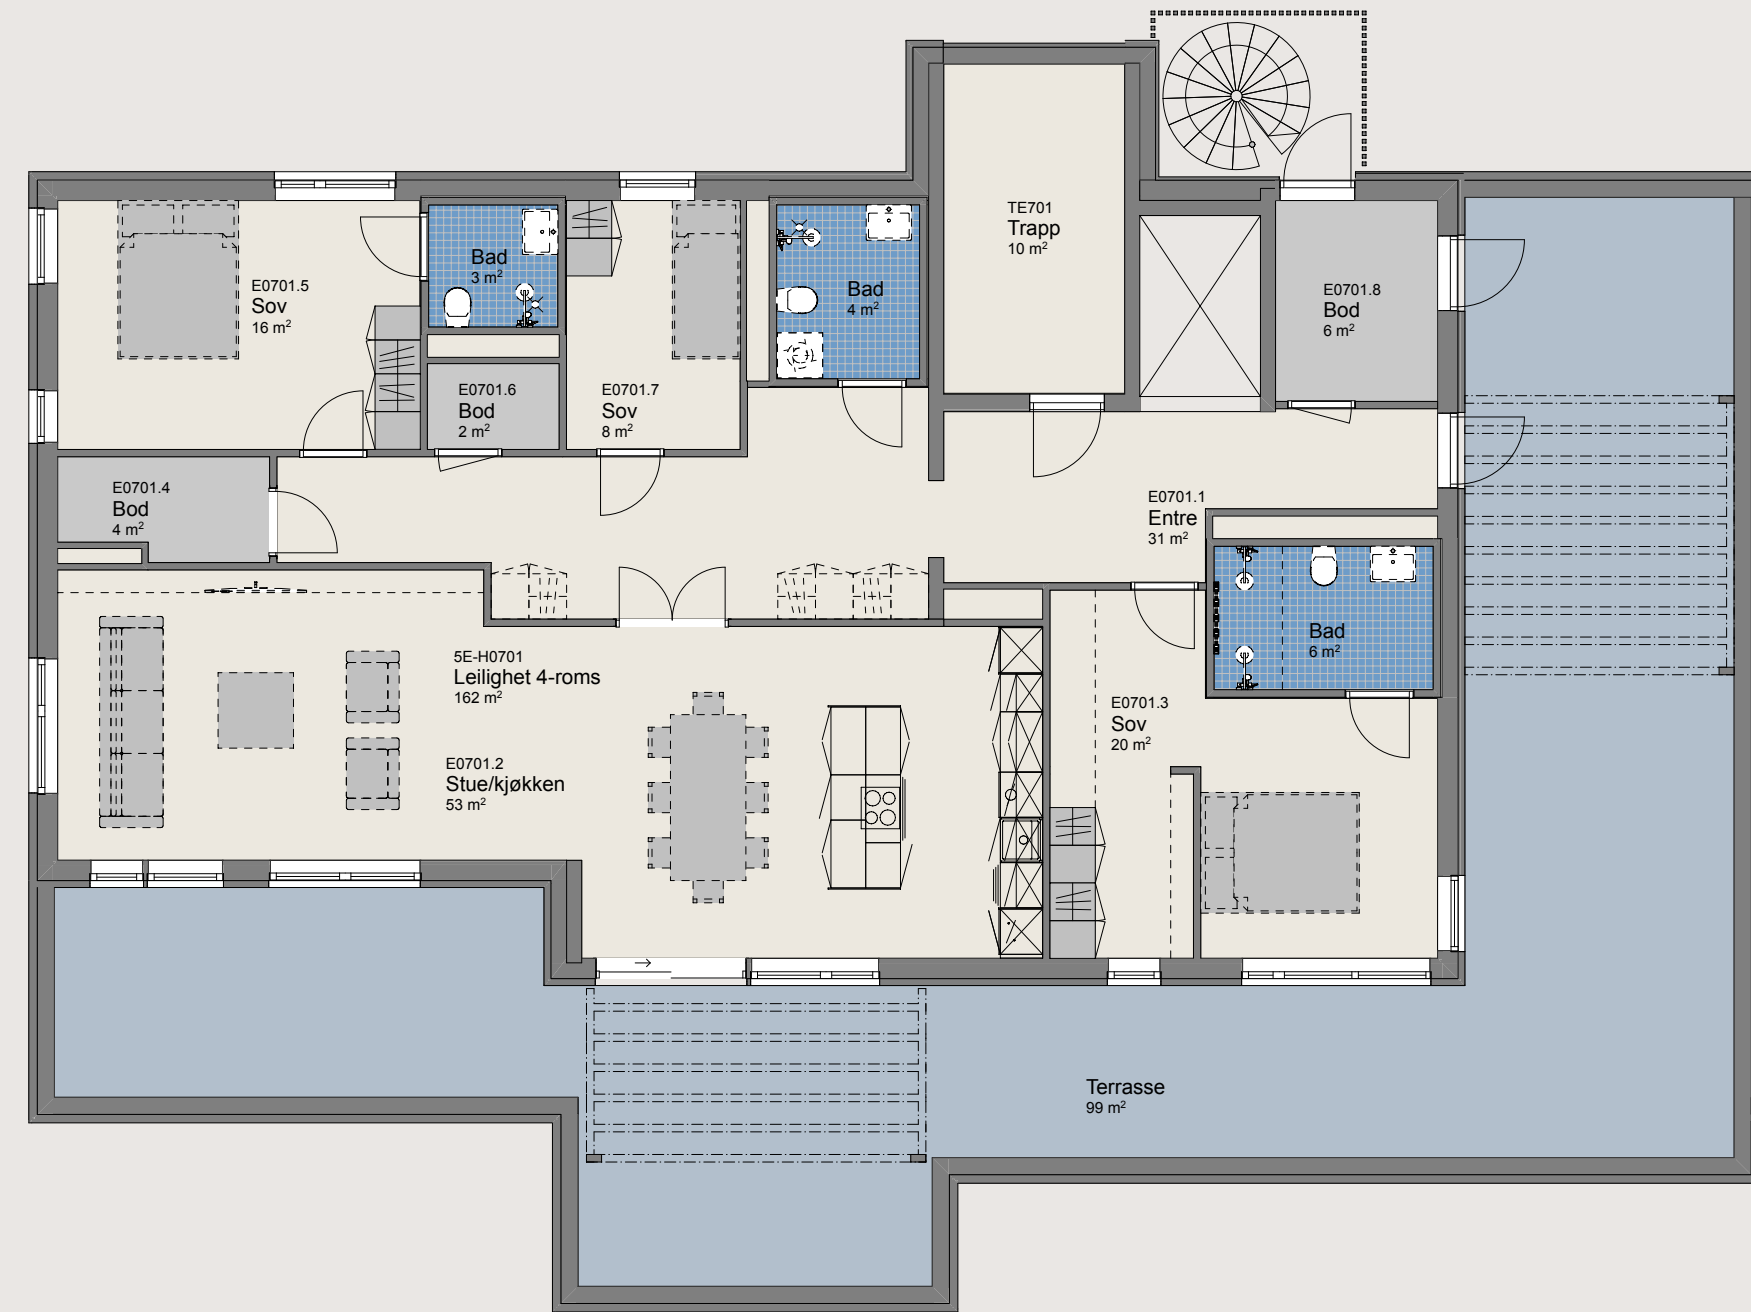 TE701
Trapp
10 m²
E0701.5
Sov
16 m²
Bad
3 m²
Bad
4 m²
E0701.8
Bod
6 m²
E0701.6
Bod
2 m²
E0701.7
Sov
8 m²
E0701.4
Bod
4 m²
E0701.1
Entre
31 m²
Bad
6 m²
5E-H0701
Leilighet 4-roms
162 m²
E0701.3
Sov
20 m²
E0701.2
Stue/kjøkken
53 m²
Terrasse
99 m²